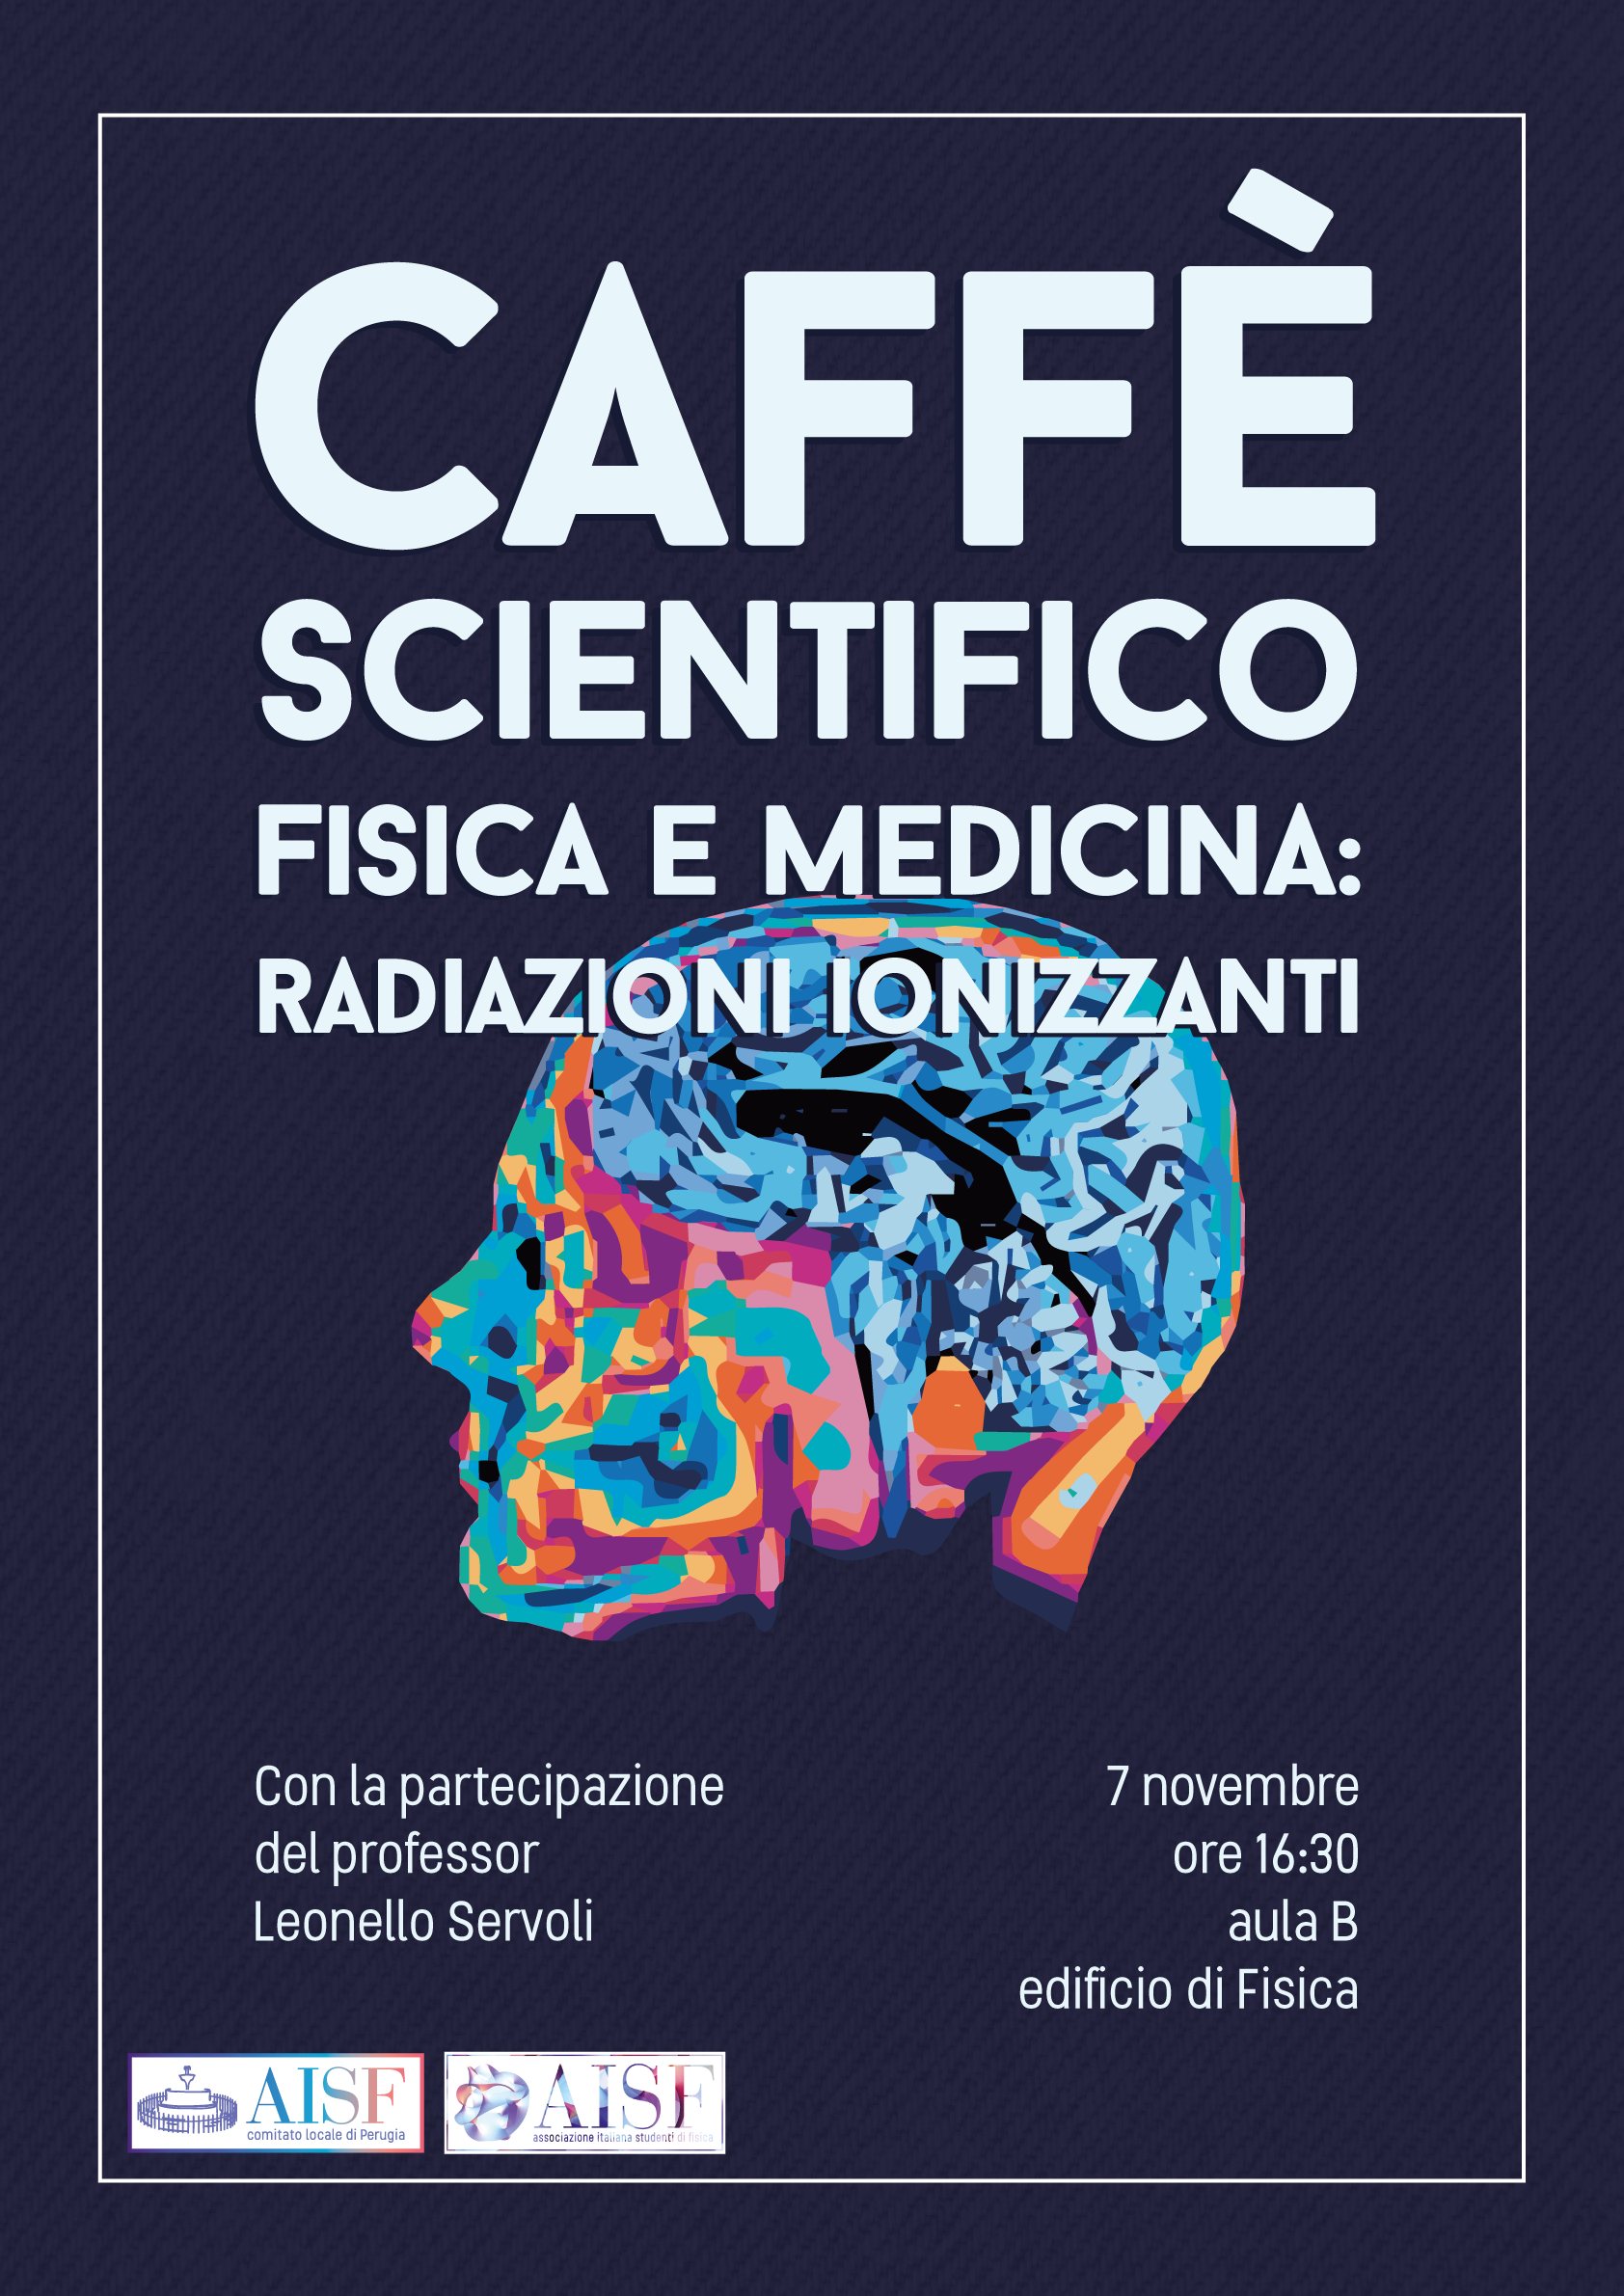 CAFFÈ
SCIENTIFICO
FISICA E MEDICINA:
RADIAZIONI IONIZZANTI
Con la partecipazione
del professor
Leonello Servoli
7 novembre
ore 16:30
aula B
edificio di Fisica
AISF
comitato locale di Perugia
AISF
associazione italiana studenti di fisica